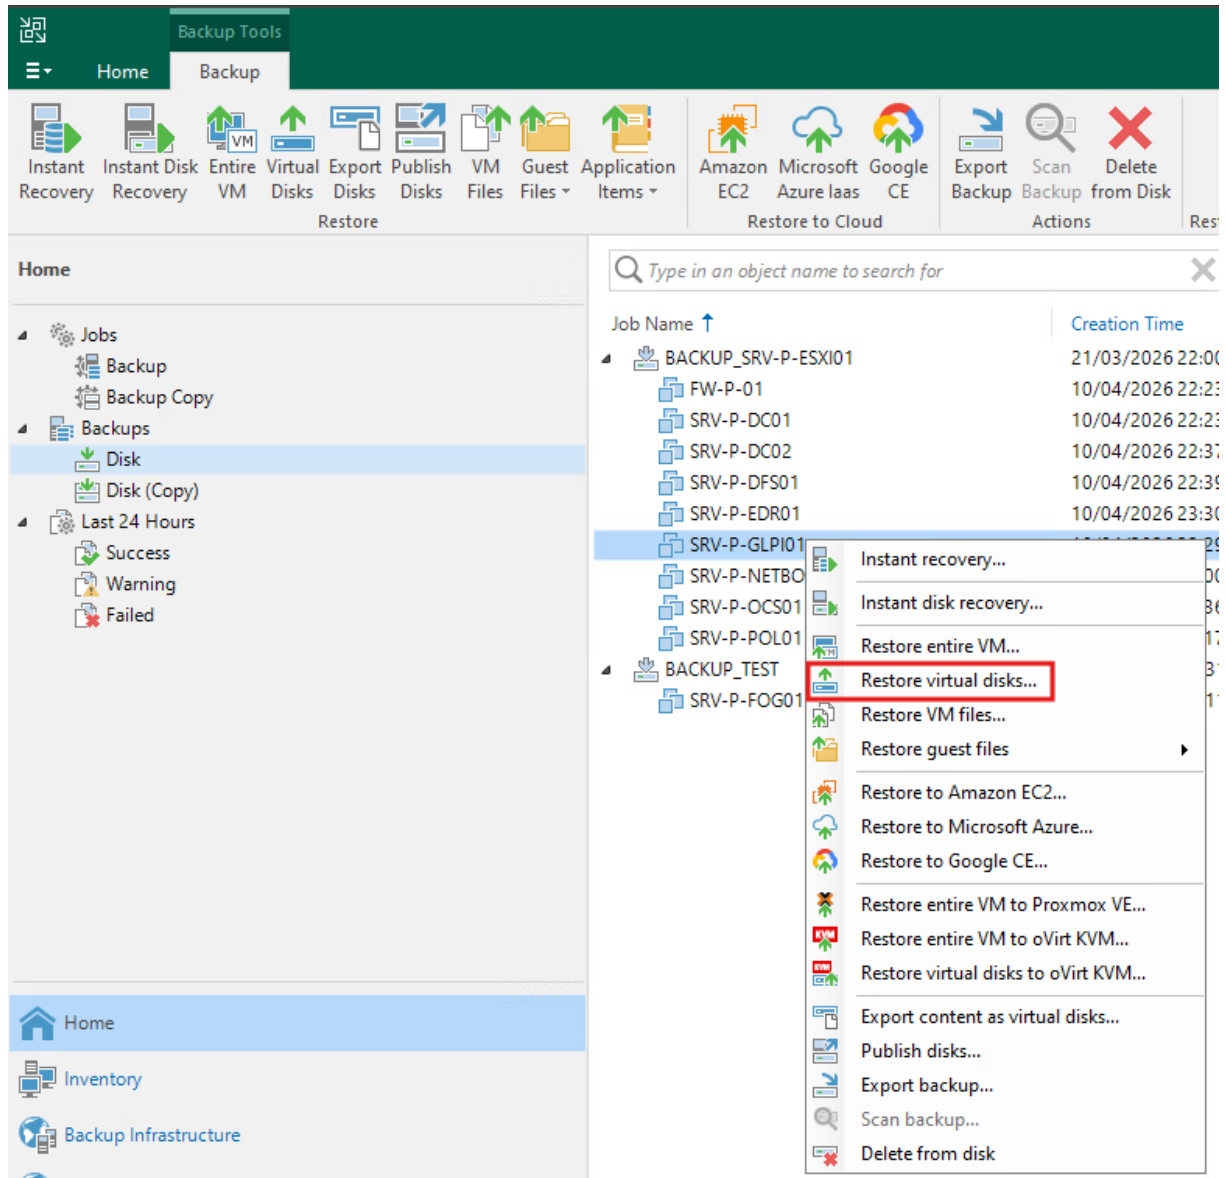 Backup Tools
Home
Backup
Instant Recovery
Instant Disk Recovery
Entire VM
VM
Virtual Disks
Export Disks
Publish Disks
VM Files
Guest Files
Application Items
Amazon EC2
Microsoft Azure Iaas
Google CE
Export Backup
Scan Backup
Delete from Disk
Restore
Restore to Cloud
Actions
Home
Jobs
Backup
Backup Copy
Backups
Disk
Disk (Copy)
Last 24 Hours
Success
Warning
Failed
Home
Inventory
Backup Infrastructure
Type in an object name to search for
Job Name
Creation Time
BACKUP_SRV-P-ESXI01 21/03/2026 22:00
FW-P-01 10/04/2026 22:23
SRV-P-DC01 10/04/2026 22:23
SRV-P-DC02 10/04/2026 22:37
SRV-P-DFS01 10/04/2026 22:39
SRV-P-EDR01 10/04/2026 23:30
SRV-P-GLPI01
SRV-P-NETBO
SRV-P-OCS01
SRV-P-POL01
BACKUP_TEST
SRV-P-FOG01
Instant recovery...
Instant disk recovery...
Restore entire VM...
Restore virtual disks...
Restore VM files...
Restore guest files
Restore to Amazon EC2...
Restore to Microsoft Azure...
Restore to Google CE...
Restore entire VM to Proxmox VE...
Restore entire VM to oVirt KVM...
Restore virtual disks to oVirt KVM...
Export content as virtual disks...
Publish disks...
Export backup...
Scan backup...
Delete from disk